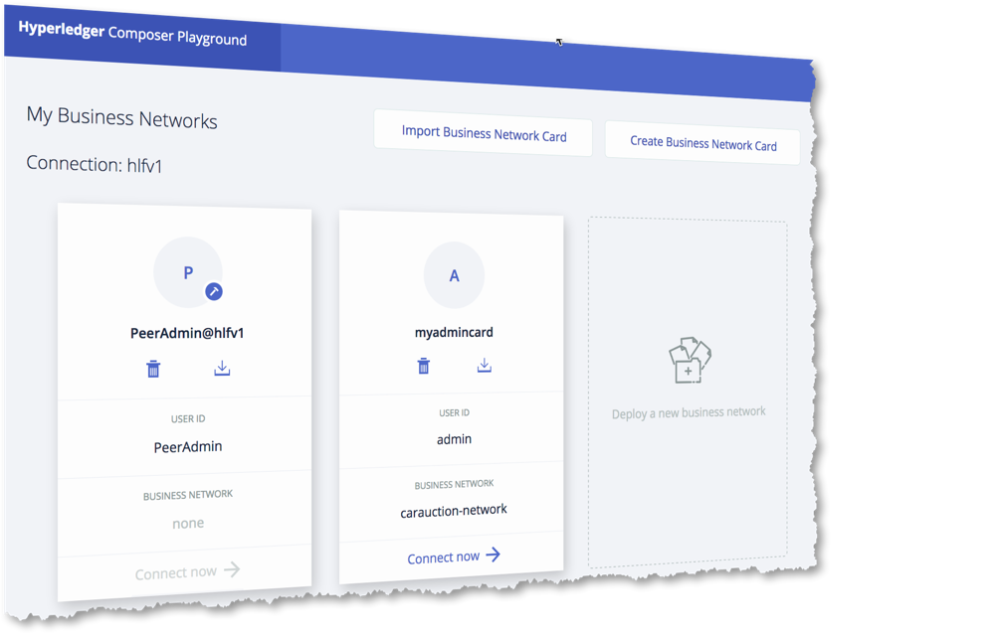 Hyperledger Composer Playground
My Business Networks
Import Business Network Card
Create Business Network Card
Connection: hlfv1
P
PeerAdmin@hlfv1
USER ID
PeerAdmin
BUSINESS NETWORK
none
Connect now
A
myadmincard
USER ID
admin
BUSINESS NETWORK
carauction-network
Connect now
Deploy a new business network